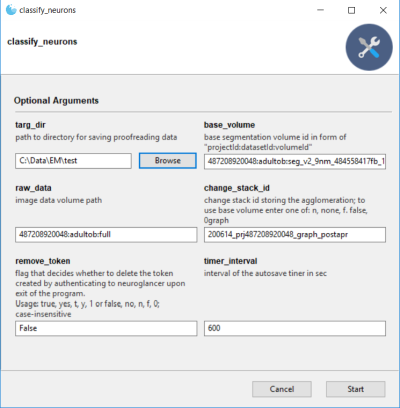 classify_neurons
classify_neurons
Optional Arguments
targ_dir
path to directory for saving proofreading data
C:\Data\EM\test
Browse
base_volume
base segmentation volume id in form of
"projectId:datasetId:volumeId"
487208920048:adultob:seg_v2_9nm_484558417fb_1
raw_data
image data volume path
487208920048:adultob:full
change_stack_id
change stack id storing the agglomeration; to
use base volume enter one of: n, none, f. false,
0graph
200614_prj487208920048_graph_postapr
remove_token
flag that decides whether to delete the token
created by authenticating to neuroglancer upon
exit of the program.
Usage: true, yes, t, y, 1 or false, no, n, f, 0;
case-insensitive
False
timer_interval
interval of the autosave tiner in sec
600
Cancel
Start